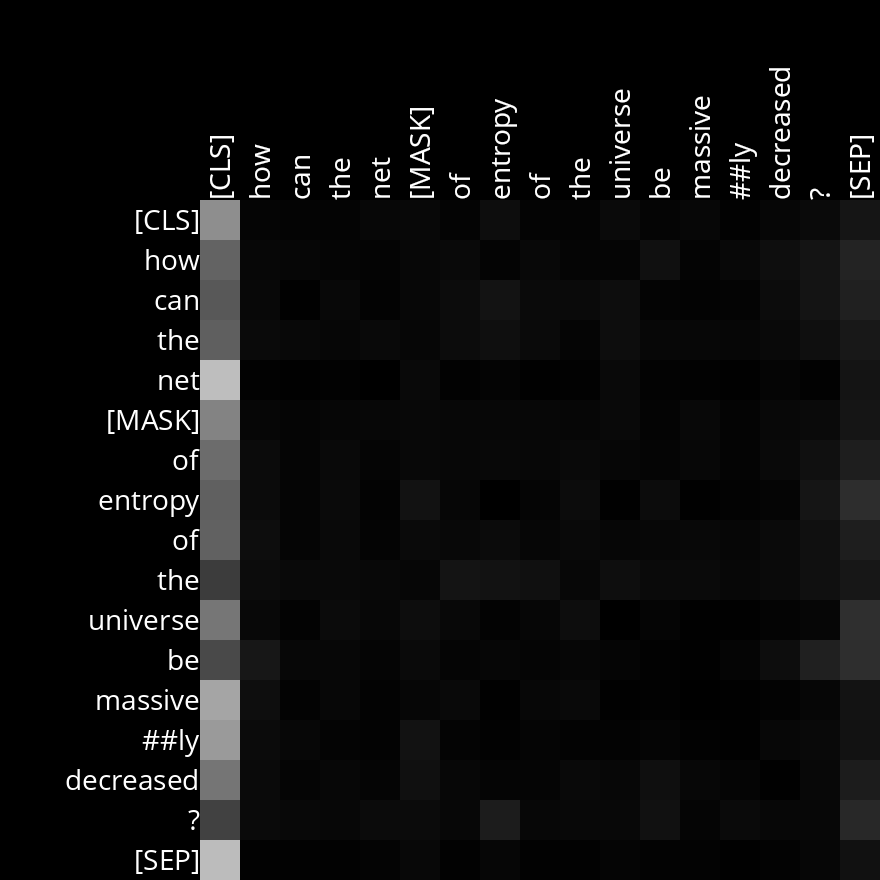 [CLS] how can the net [MASK] of entropy of the universe be massive ##ly decreased ? [SEP]
[CLS]
how
can
the
net
[MASK]
of
entropy
of
the
universe
be
massive
##ly
decreased
?
[SEP]